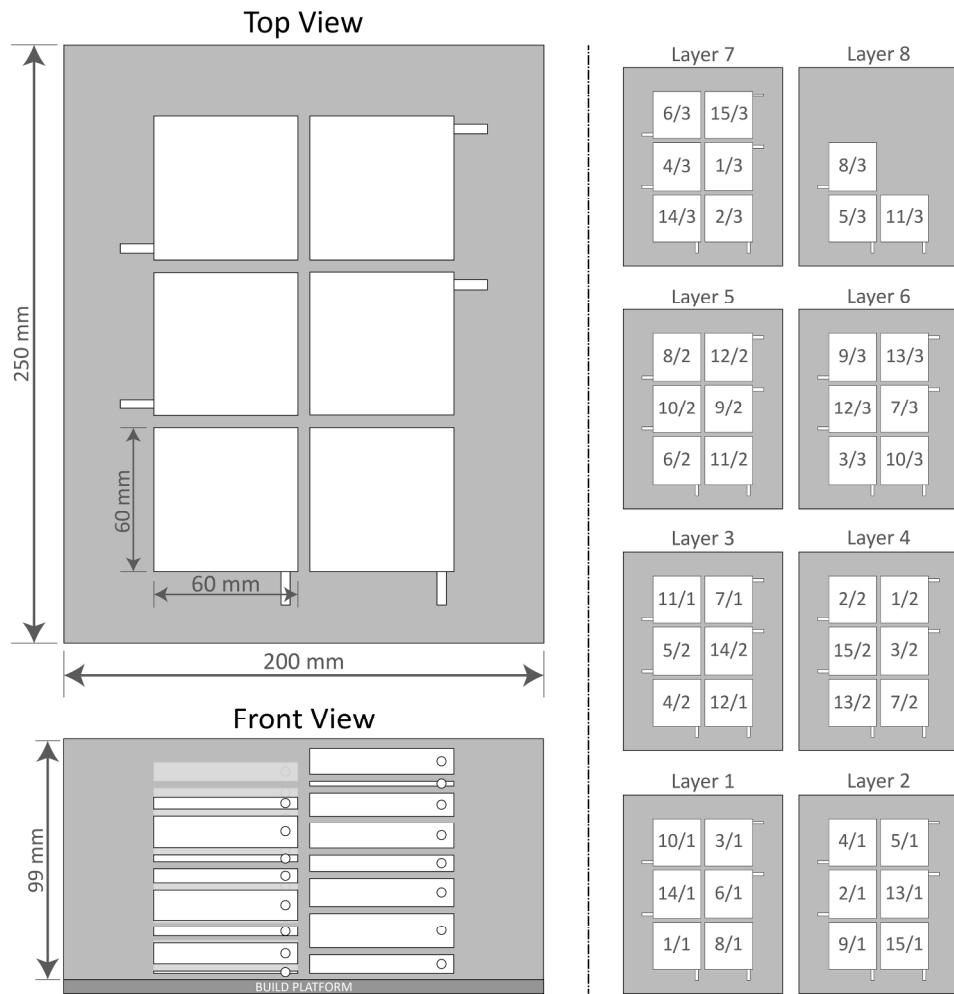 Top View
250 mm
60 mm
60 mm
200 mm
Front View
99 mm
BUILD PLATFORM
Layer 7
6/3 15/3
4/3 1/3
14/3 2/3
Layer 8
8/3
5/3 11/3
Layer 5
8/2 12/2
10/2 9/2
6/2 11/2
Layer 6
9/3 13/3
12/3 7/3
3/3 10/3
Layer 3
11/1 7/1
5/2 14/2
4/2 12/1
Layer 4
2/2 1/2
15/2 3/2
13/2 7/2
Layer 1
10/1 3/1
14/1 6/1
1/1 8/1
Layer 2
4/1 5/1
2/1 13/1
9/1 15/1